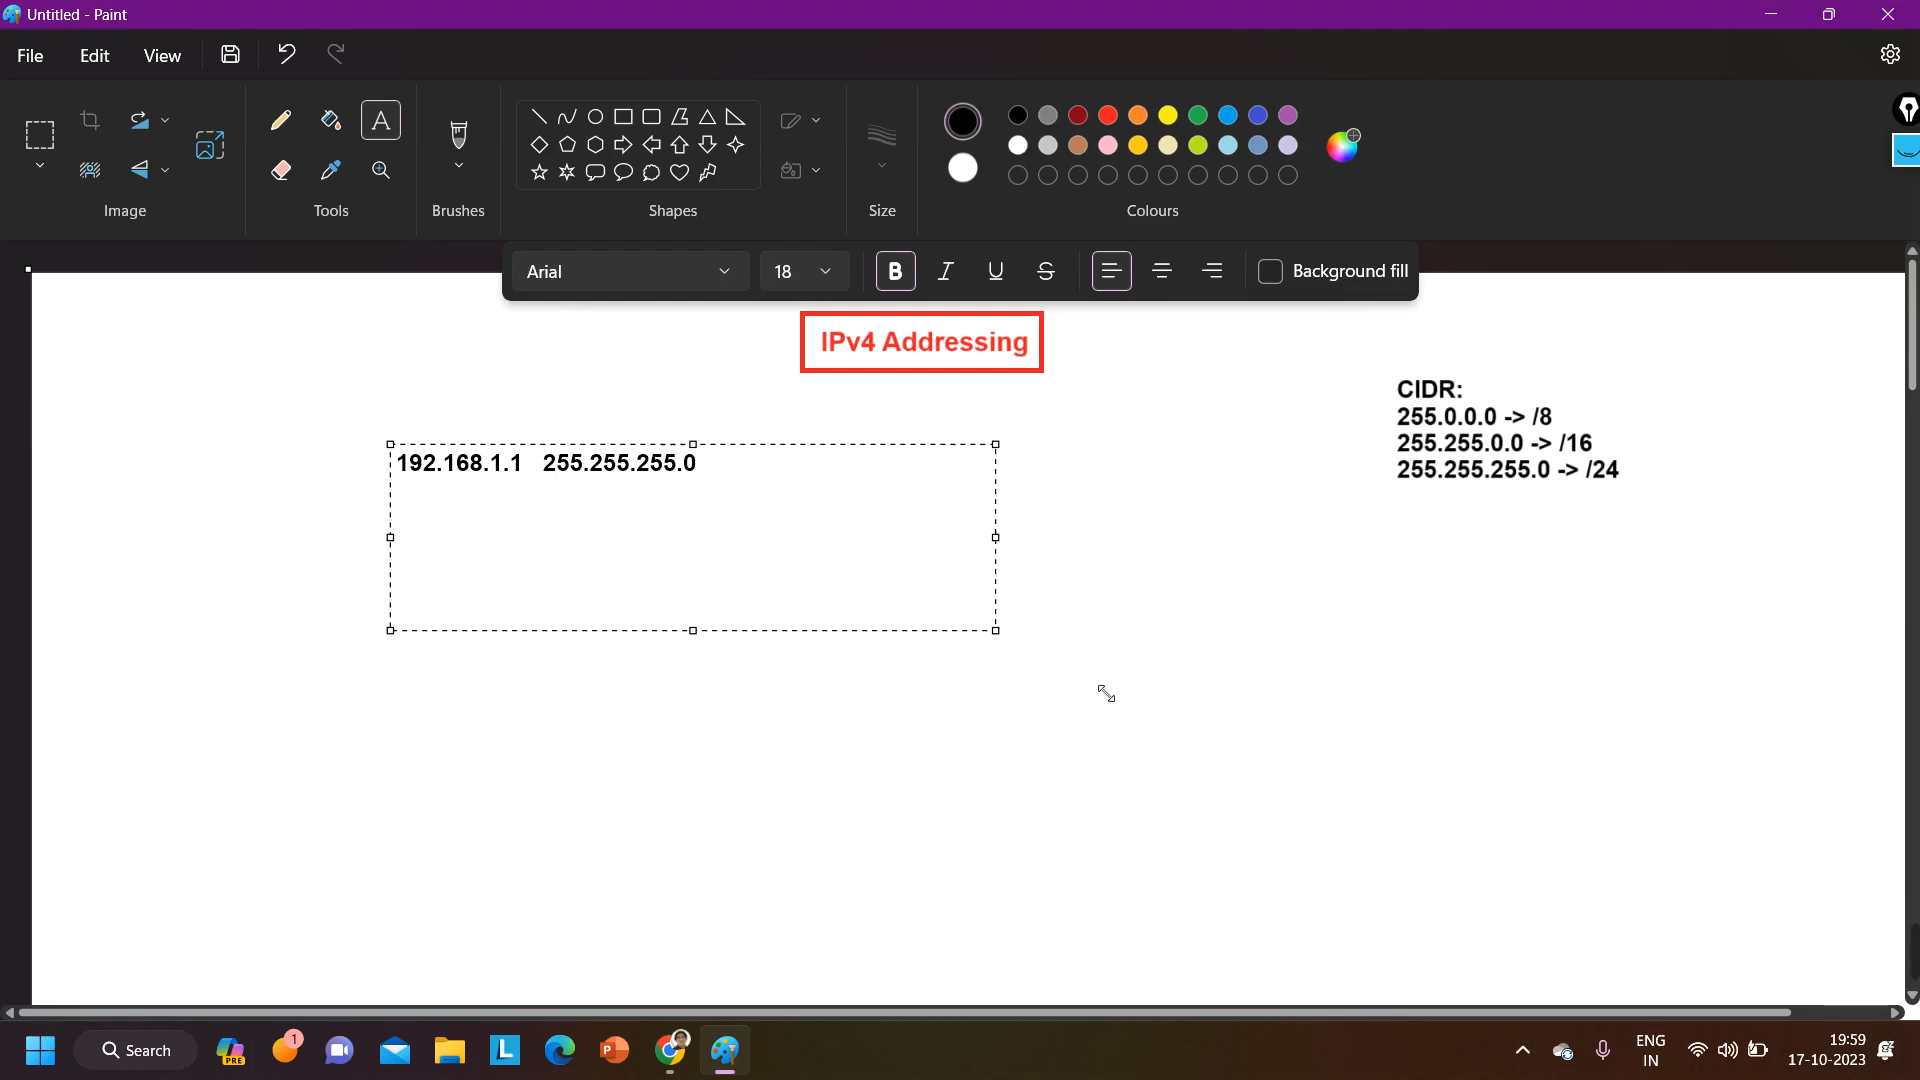 Untitled - Paint
File Edit View
Image Tools Brushes Shapes Size Colours
Arial 18 B I U S Background fill
IPv4 Addressing
CIDR:
255.0.0.0 -> /8
255.255.0.0 -> /16
255.255.255.0 -> /24
192.168.1.1 255.255.255.0
Search PRE 1 L P ENG 19:59
IN 17-10-2023